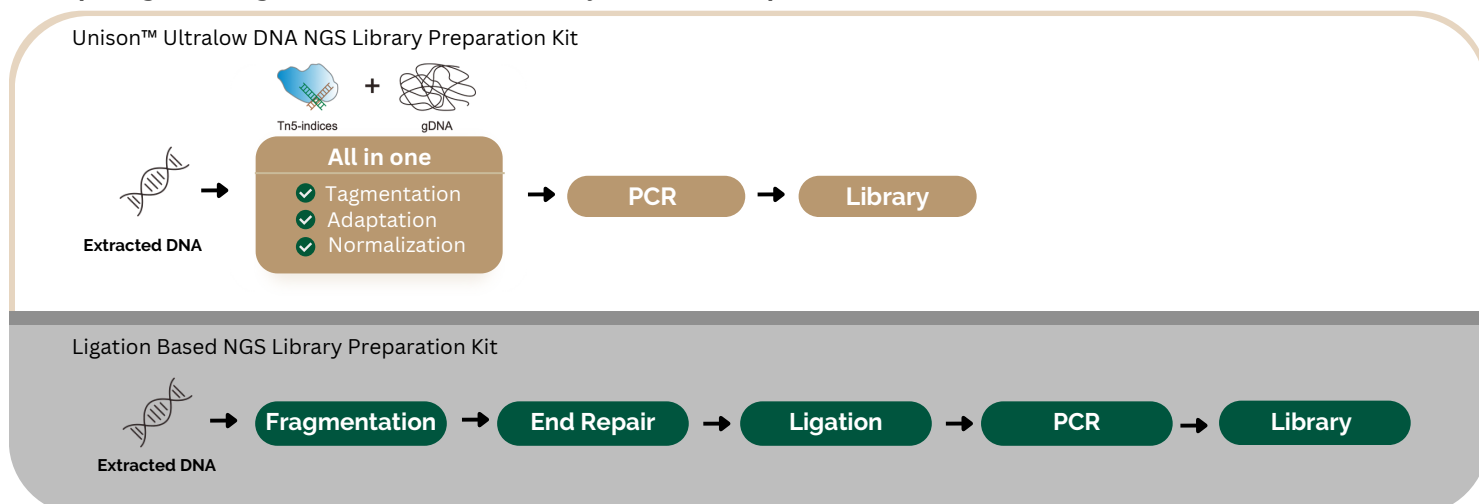 Unison™ Ultralow DNA NGS Library Preparation Kit
+
Tn5-indices
gDNA
All in one
Tagmentation
Adaptation
Normalization
Extracted DNA
PCR
Library
Ligation Based NGS Library Preparation Kit
Extracted DNA
Fragmentation
End Repair
Ligation
PCR
Library